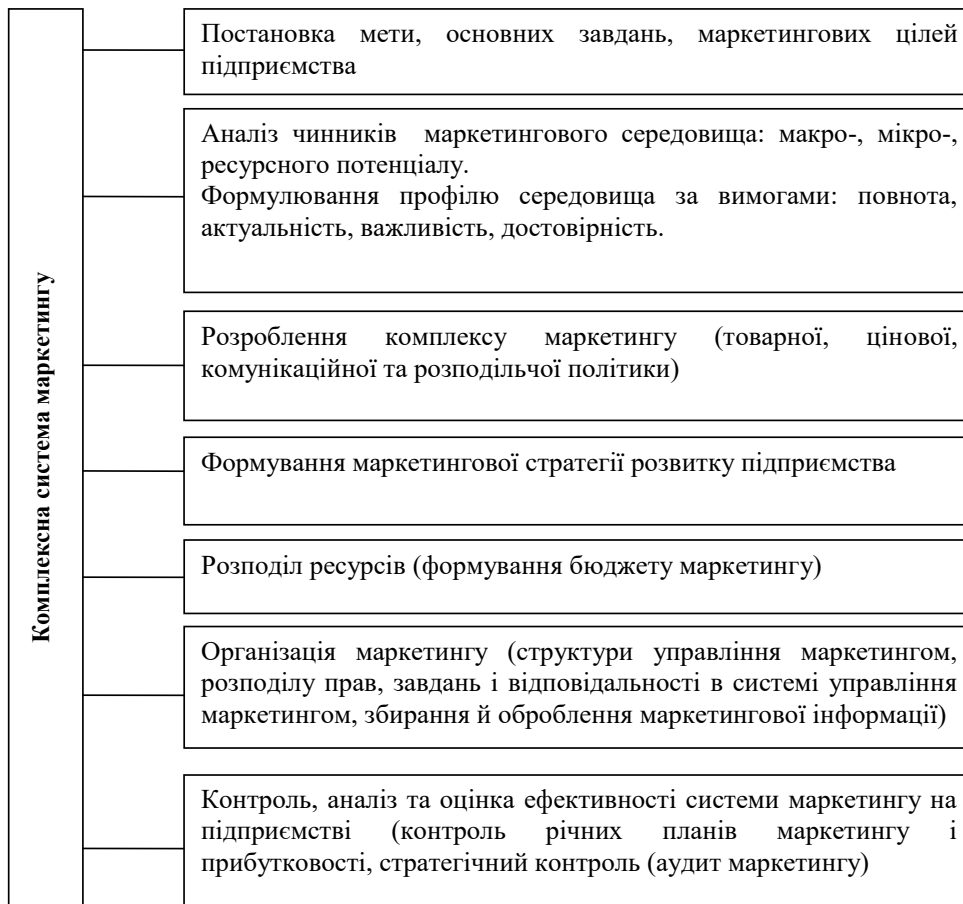 Комплексна система маркетингу
Постановка мети, основних завдань, маркетингових цілей
підприємства
Аналіз чинників маркетингового середовища: макро-, мікро-,
ресурсного потенціалу.
Формулювання профілю середовища за вимогами: повнота,
актуальність, важливість, достовірність.
Розроблення комплексу маркетингу (товарної, цінової,
комунікаційної та розподільчої політики)
Формування маркетингової стратегії розвитку підприємства
Розподіл ресурсів (формування бюджету маркетингу)
Організація маркетингу (структури управління маркетингом,
розподілу прав, завдань і відповідальності в системі управління
маркетингом, збирання й оброблення маркетингової інформації)
Контроль, аналіз та оцінка ефективності системи маркетингу на
підприємстві (контроль річних планів маркетингу і
прибутковості, стратегічний контроль (аудит маркетингу)